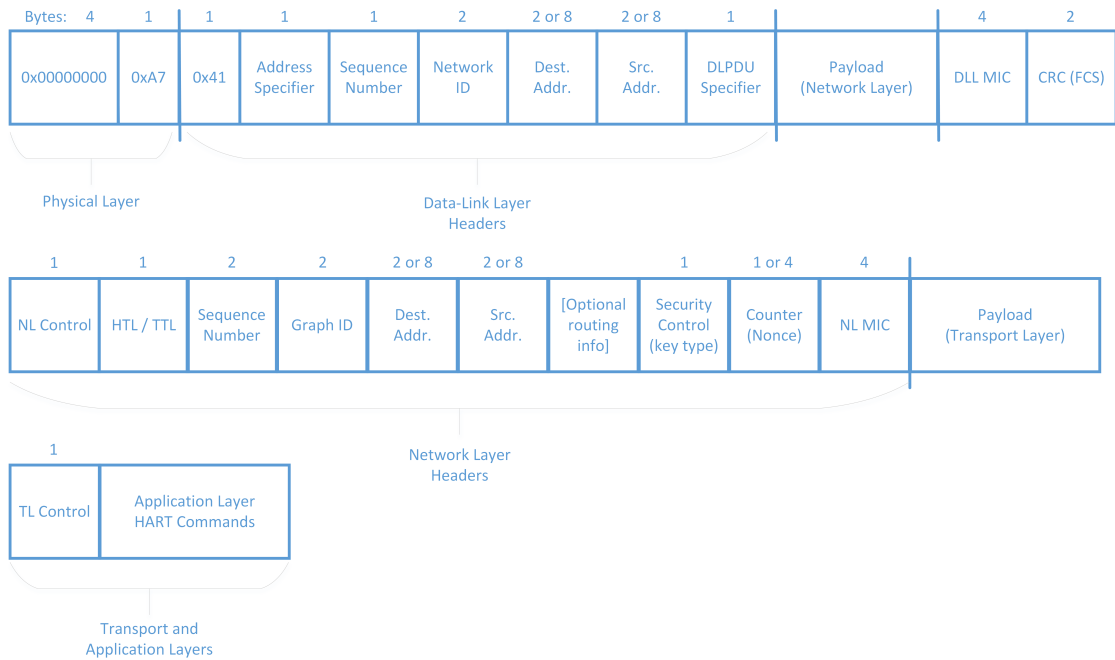 Bytes: 4 1 1 1 1 2 2 or 8 2 or 8 1 4 2
0x00000000 0xA7 0x41 Address Specifier Sequence Number Network ID Dest. Addr. Src. Addr. DLPDU Specifier Payload (Network Layer) DLL MIC CRC (FCS)
Physical Layer
Data-Link Layer
Headers
1 1 2 2 2 or 8 2 or 8 1 1 or 4 4
NL Control HTL / TTL Sequence Number Graph ID Dest. Addr. Src. Addr. [Optional routing info] Security Control (key type) Counter (Nonce) NL MIC Payload (Transport Layer)
Network Layer
Headers
1
TL Control Application Layer HART Commands
Transport and
Application Layers